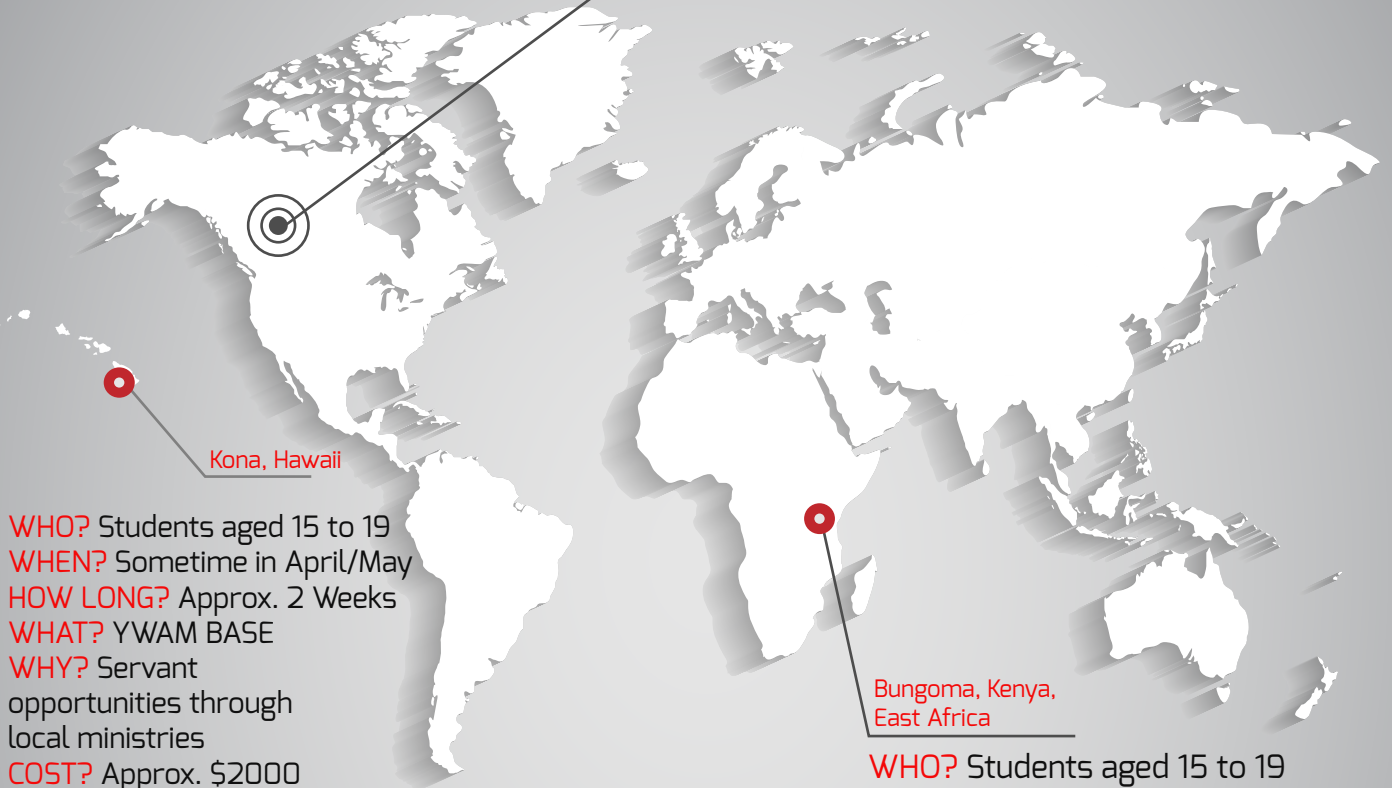 Kona, Hawaii
WHO? Students aged 15 to 19
WHEN? Sometime in April/May
HOW LONG? Approx. 2 Weeks
WHAT? YWAM BASE
WHY? Servant
opportunities through
local ministries
COST? Approx. $2000
Bungoma, Kenya,
East Africa
WHO? Students aged 15 to 19